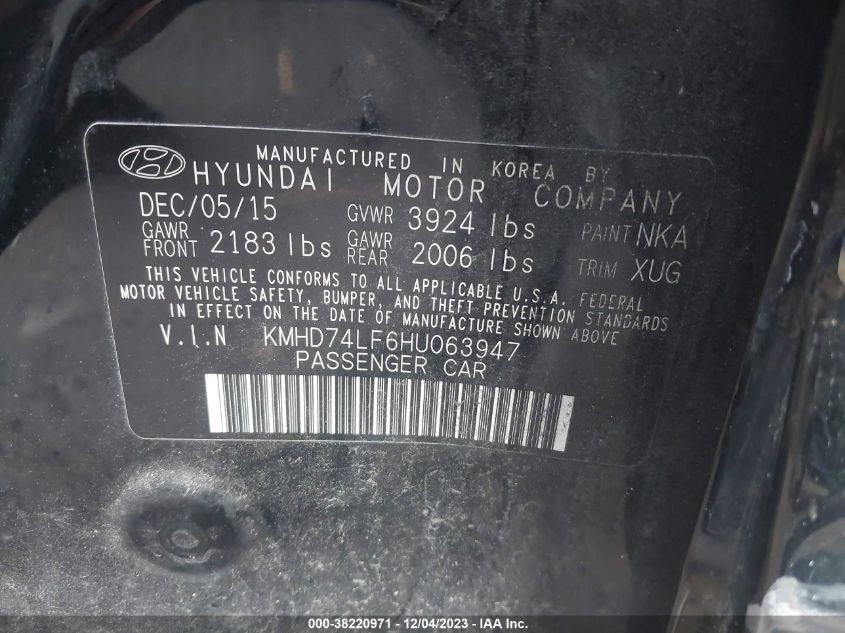 MANUFACTURED IN KOREA BY
HYUNDAI MOTOR COMPANY
DEC/05/15 GVWR 3924 lbs PAINT NKA
GAWR FRONT 2183 lbs GAWR REAR 2006 lbs TRIM XUG
THIS VEHICLE CONFORMS TO ALL APPLICABLE U.S.A. FEDERAL
MOTOR VEHICLE SAFETY, BUMPER, AND THEFT PREVENTION STANDARDS
IN EFFECT ON THE DATE OF MANUFACTURE SHOWN ABOVE
V.I.N KMHD74LF6HU063947
PASSENGER CAR
000-38220971 - 12/04/2023 - IAA Inc.